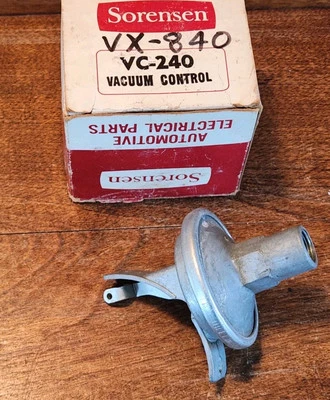 Sorensen
VX-840
VC-240
VACUUM CONTROL
AUTOMOTIVE
ELECTRICAL PARTS
Sorensen